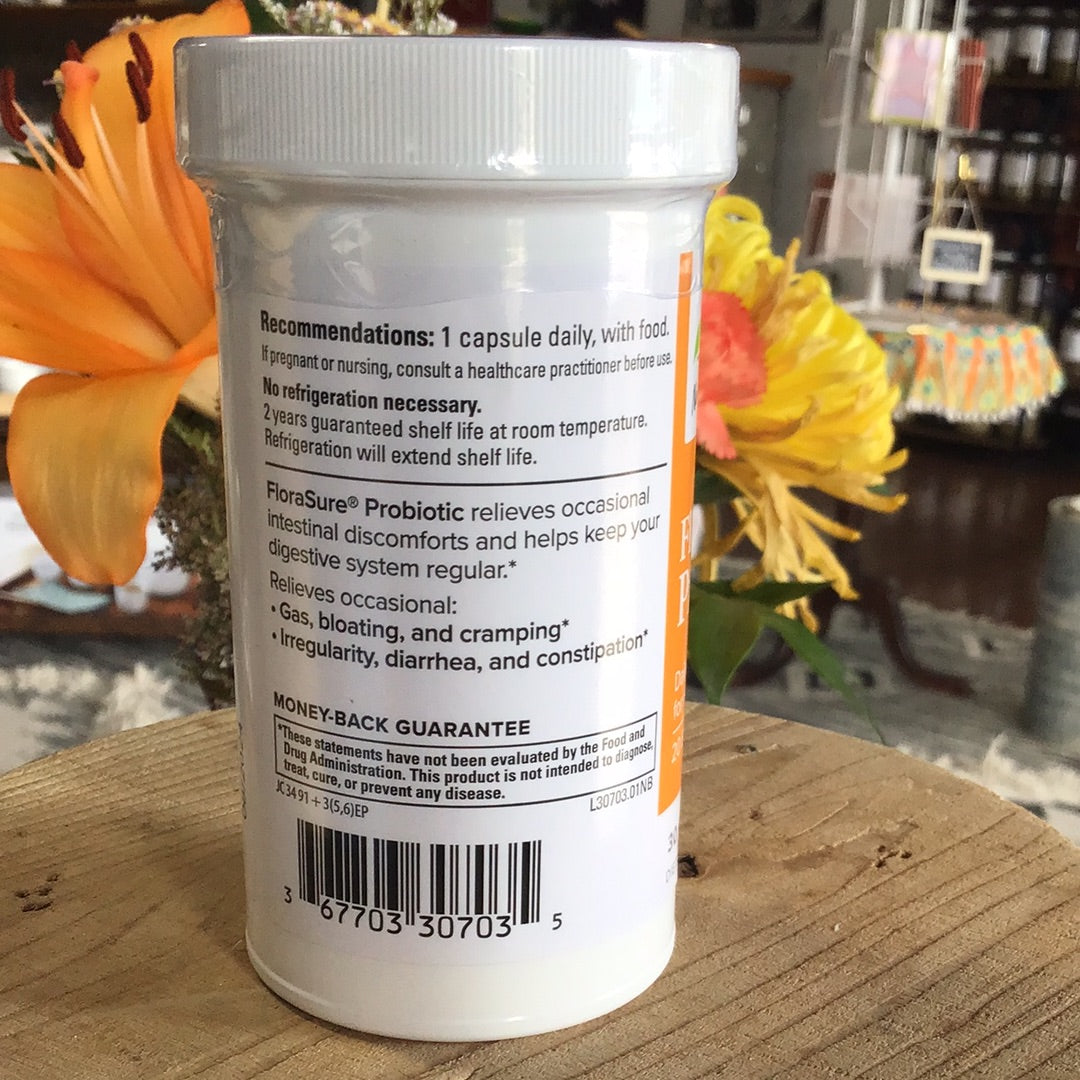 Recommendations: 1 capsule daily, with food.
If pregnant or nursing, consult a healthcare practitioner before use.
No refrigeration necessary.
2 years guaranteed shelf life at room temperature.
Refrigeration will extend shelf life.
FloraSure® Probiotic relieves occasional
intestinal discomforts and helps keep your
digestive system regular.*
Relieves occasional:
• Gas, bloating, and cramping*
• Irregularity, diarrhea, and constipation*
MONEY-BACK GUARANTEE
*These statements have not been evaluated by the Food and
Drug Administration. This product is not intended to diagnose,
treat, cure, or prevent any disease.
JC3491+3(5,6)EP
L30703.01NB
3 67703 30703 5